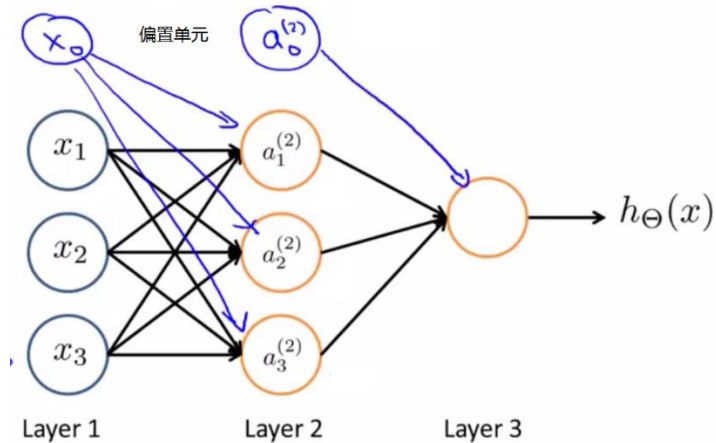 x₀ 偏置单元 a₀⁽²⁾
x₁ a₁⁽²⁾
x₂ a₂⁽²⁾ h_Θ(x)
x₃ a₃⁽²⁾
Layer 1 Layer 2 Layer 3